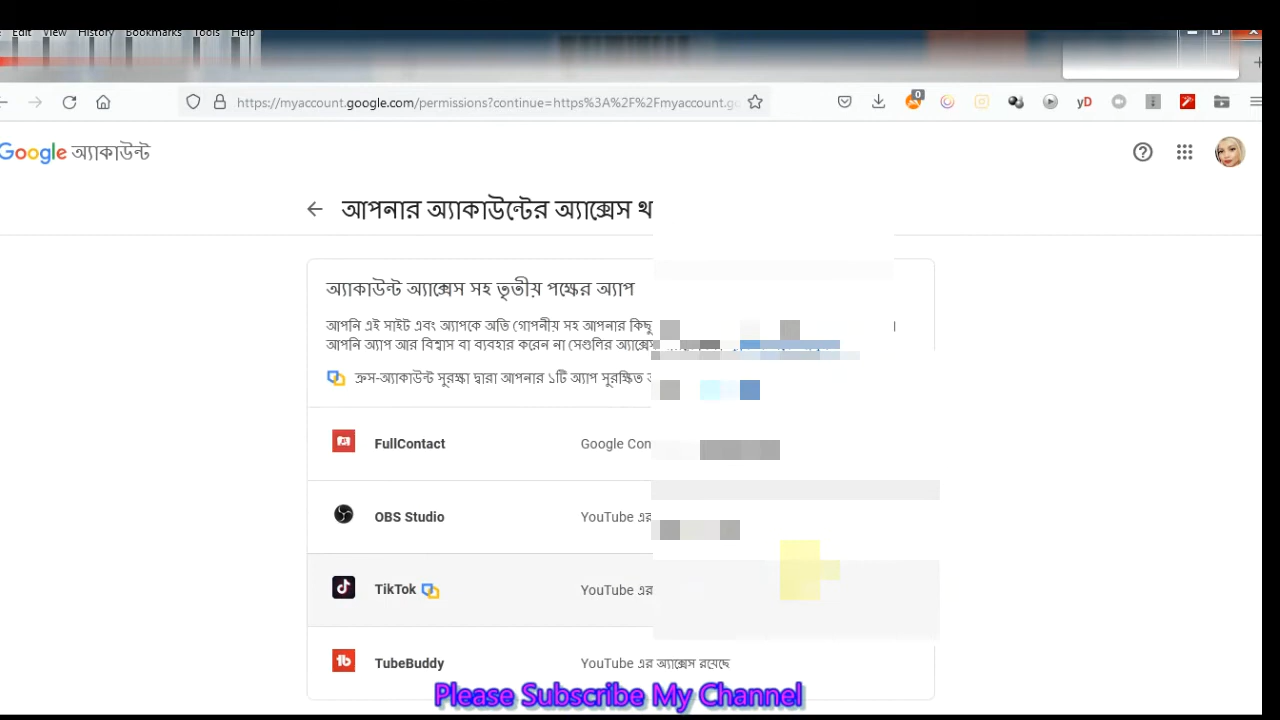 Edit View History Bookmarks Tools Help
https://myaccount.google.com/permissions?continue=https%3A%2F%2Fmyaccount.go
0
yD
Google অ্যাকাউন্ট
আপনার অ্যাকাউন্টের অ্যাক্সেস থ
অ্যাকাউন্ট অ্যাক্সেস সহ তৃতীয় পক্ষের অ্যাপ
আপনি এই সাইট এবং অ্যাপকে অতি গোপনীয় সহ আপনার কিছু
আপনি অ্যাপ আর বিশ্বাস বা ব্যবহার করেন না সেগুলির অ্যাক্সেস
ক্রস-অ্যাকাউন্ট সুরক্ষা দ্বারা আপনার ১টি অ্যাপ সুরক্ষিত
FullContact Google Con
OBS Studio YouTube এর
TikTok YouTube এর
TubeBuddy YouTube এর অ্যাক্সেস রয়েছে
Please Subscribe My Channel